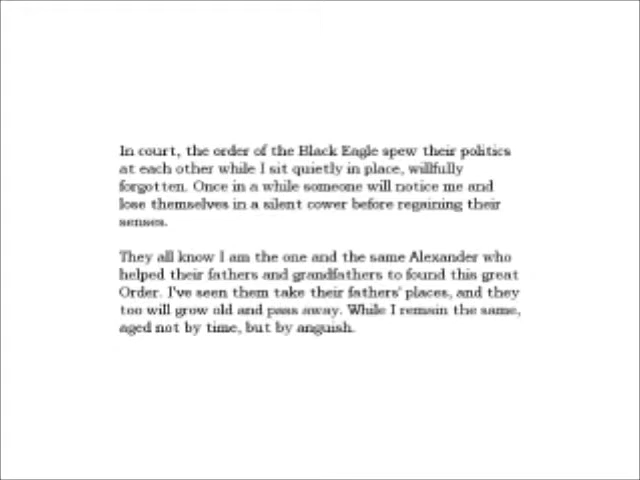 In court, the order of the Black Eagle spew their politics
at each other while I sit quietly in place, willfully
forgotten. Once in a while someone will notice me and
lose themselves in a silent cower before regaining their
senses.
They all know I am the one and the same Alexander who
helped their fathers and grandfathers to found this great
Order. I've seen them take their fathers' places, and they
too will grow old and pass away. While I remain the same,
aged not by time, but by anguish.